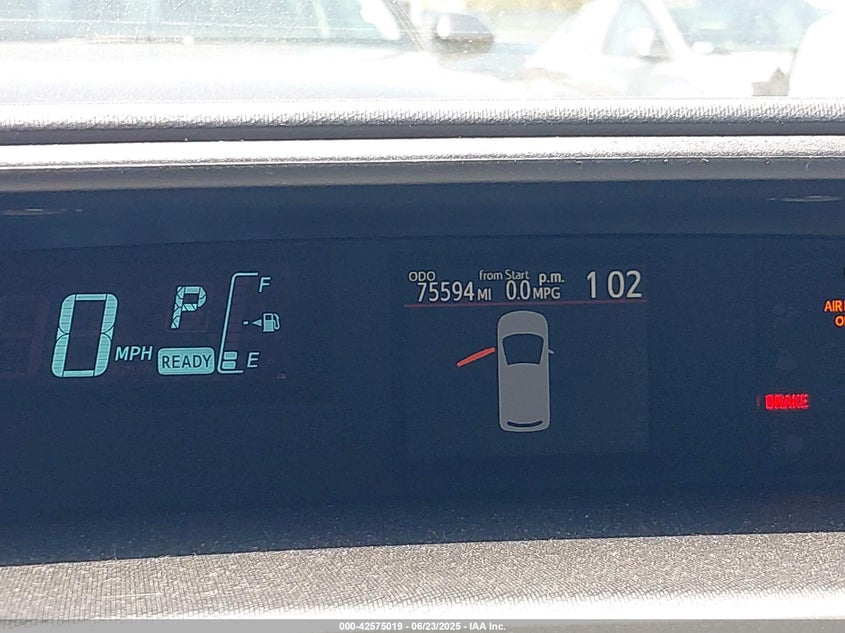 0 MPH
P
READY
F
E
ODO from Start p.m.
75594 MI 0.0 MPG 1 02
BRAKE
000-42575019 - 06/23/2025 - IAA Inc.